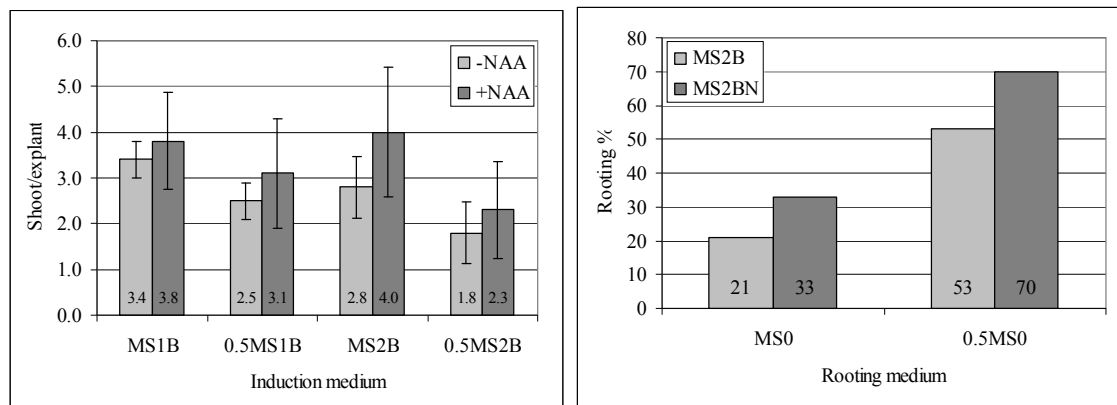 6.0
5.0
4.0
3.0
2.0
1.0
0.0
Shoot/explant
-NAA
+NAA
3.4 3.8 2.5 3.1 2.8 4.0 1.8 2.3
MS1B 0.5MS1B MS2B 0.5MS2B
Induction medium
80
70
60
50
40
30
20
10
0
Rooting %
MS2B
MS2BN
21 33 53 70
MS0 0.5MS0
Rooting medium